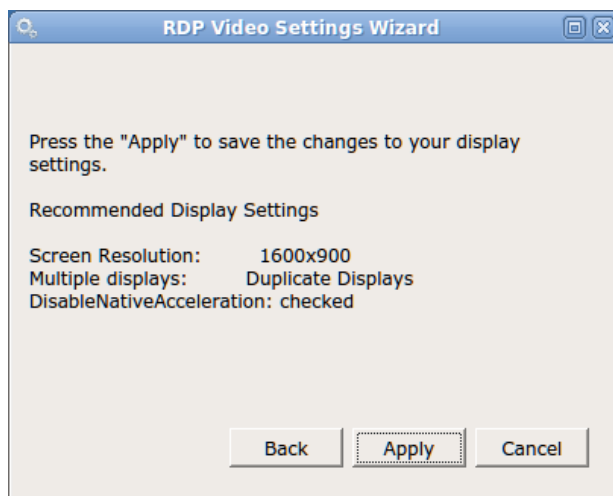 RDP Video Settings Wizard
Press the "Apply" to save the changes to your display
settings.
Recommended Display Settings
Screen Resolution: 1600x900
Multiple displays: Duplicate Displays
DisableNativeAcceleration: checked
Back Apply Cancel